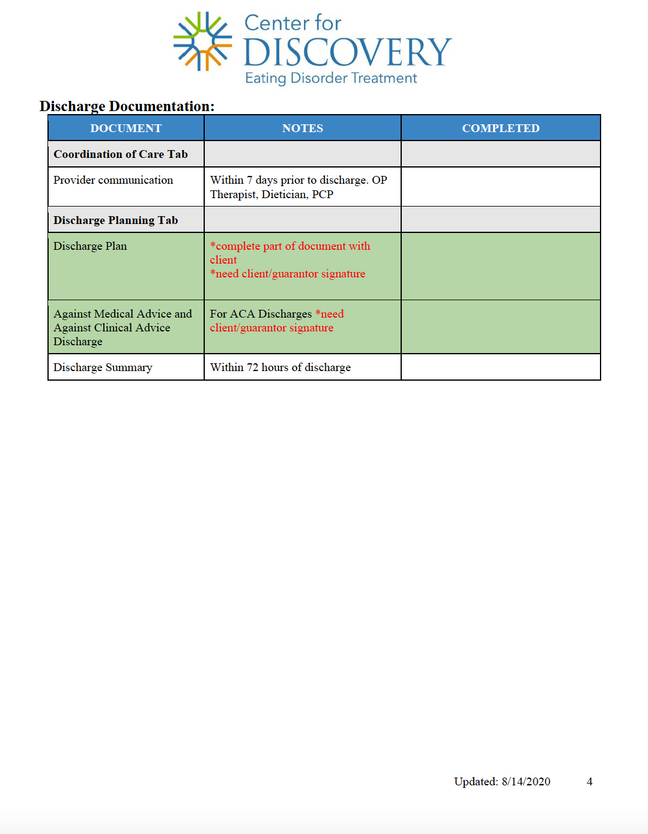 Center for
DISCOVERY
Eating Disorder Treatment
Discharge Documentation:
DOCUMENT NOTES COMPLETED
Coordination of Care Tab
Provider communication
Within 7 days prior to discharge. OP
Therapist, Dietician, PCP
Discharge Planning Tab
Discharge Plan
*complete part of document with
client
*need client/guarantor signature
Against Medical Advice and
Against Clinical Advice
Discharge
For ACA Discharges *need
client/guarantor signature
Discharge Summary
Within 72 hours of discharge
Updated: 8/14/2020 4